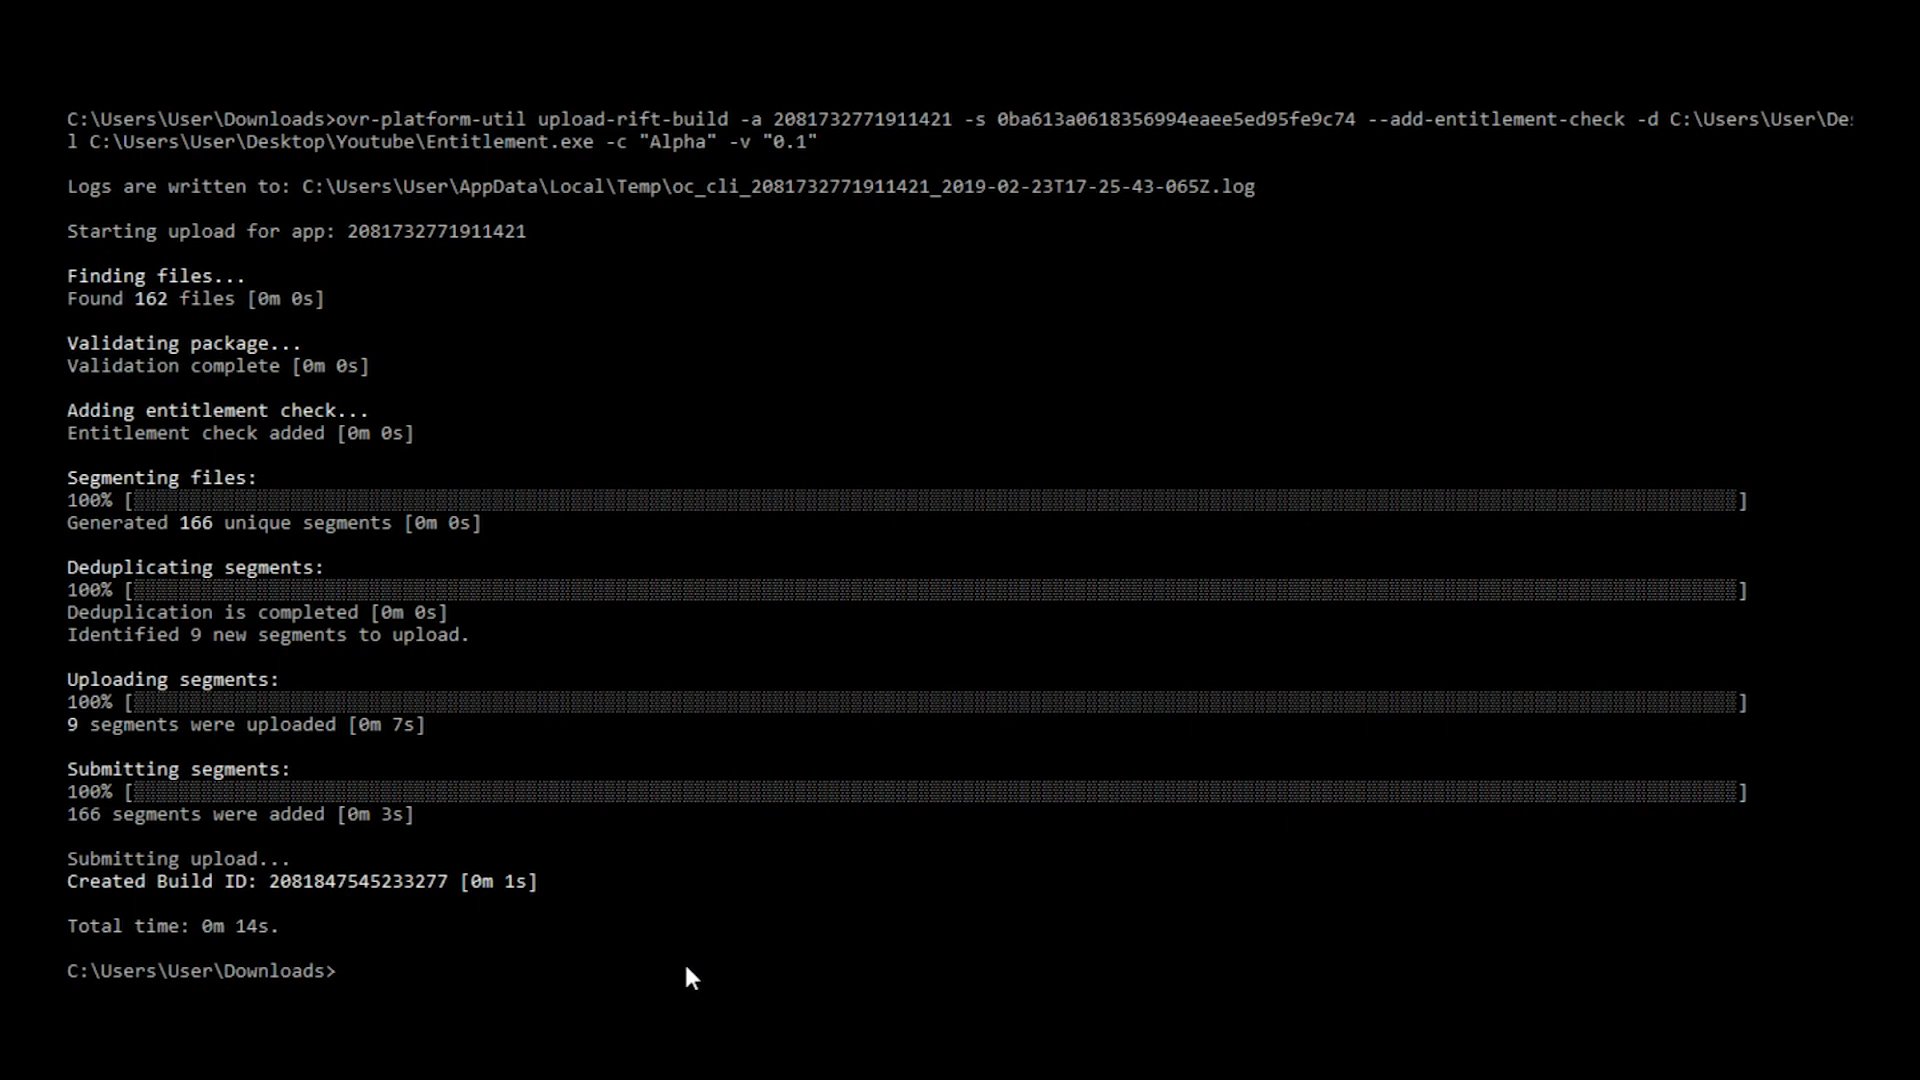 C:\Users\User\Downloads>ovr-platform-util upload-rift-build -a 2081732771911421 -s 0ba613a0618356994eaee5ed95fe9c74 --add-entitlement-check -d C:\Users\User\De
l C:\Users\User\Desktop\Youtube\Entitlement.exe -c "Alpha" -v "0.1"
Logs are written to: C:\Users\User\AppData\Local\Temp\oc_cli_2081732771911421_2019-02-23T17-25-43-065Z.log
Starting upload for app: 2081732771911421
Finding files...
Found 162 files [0m 0s]
Validating package...
Validation complete [0m 0s]
Adding entitlement check...
Entitlement check added [0m 0s]
Segmenting files:
100% [ ]
Generated 166 unique segments [0m 0s]
Deduplicating segments:
100% [ ]
Deduplication is completed [0m 0s]
Identified 9 new segments to upload.
Uploading segments:
100% [ ]
9 segments were uploaded [0m 7s]
Submitting segments:
100% [ ]
166 segments were added [0m 3s]
Submitting upload...
Created Build ID: 2081847545233277 [0m 1s]
Total time: 0m 14s.
C:\Users\User\Downloads>